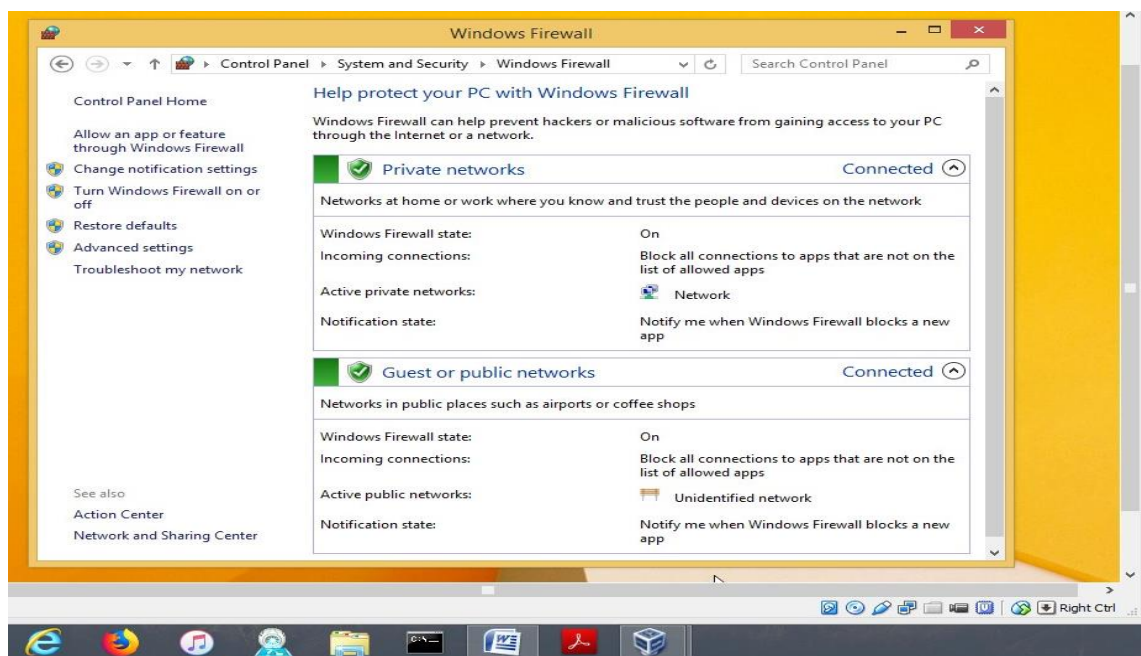 Windows Firewall
Control Panel
System and Security
Windows Firewall
Search Control Panel
Control Panel Home
Allow an app or feature
through Windows Firewall
Change notification settings
Turn Windows Firewall on or
off
Restore defaults
Advanced settings
Troubleshoot my network
See also
Action Center
Network and Sharing Center
Help protect your PC with Windows Firewall
Windows Firewall can help prevent hackers or malicious software from gaining access to your PC
through the Internet or a network.
Private networks
Connected
Networks at home or work where you know and trust the people and devices on the network
Windows Firewall state:
On
Incoming connections:
Block all connections to apps that are not on the
list of allowed apps
Active private networks:
Network
Notification state:
Notify me when Windows Firewall blocks a new
app
Guest or public networks
Connected
Networks in public places such as airports or coffee shops
Windows Firewall state:
On
Incoming connections:
Block all connections to apps that are not on the
list of allowed apps
Active public networks:
Unidentified network
Notification state:
Notify me when Windows Firewall blocks a new
app
Right Ctrl